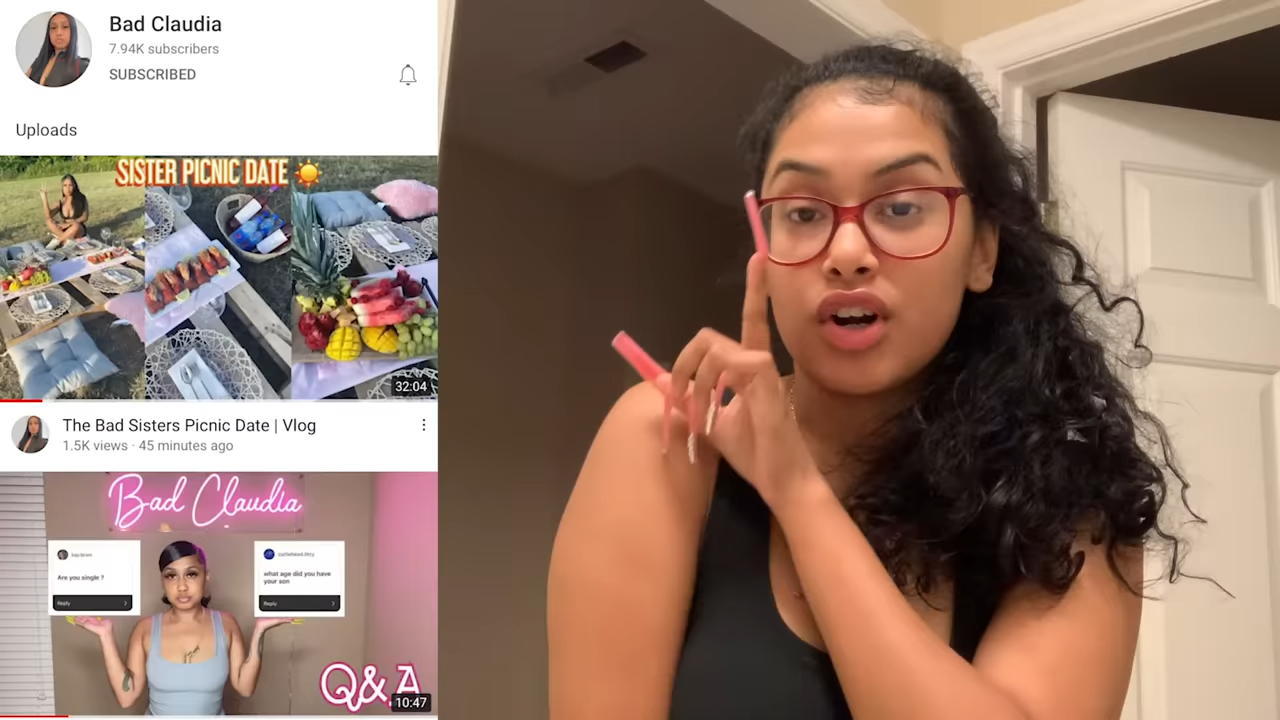 Bad Claudia
7.94K subscribers
SUBSCRIBED
Uploads
SISTER PICNIC DATE
32:04
The Bad Sisters Picnic Date | Vlog
1.5K views · 45 minutes ago
Bad Claudia
Are you single ?
Reply
what age did you have
your son
Reply
Q&A
10:47